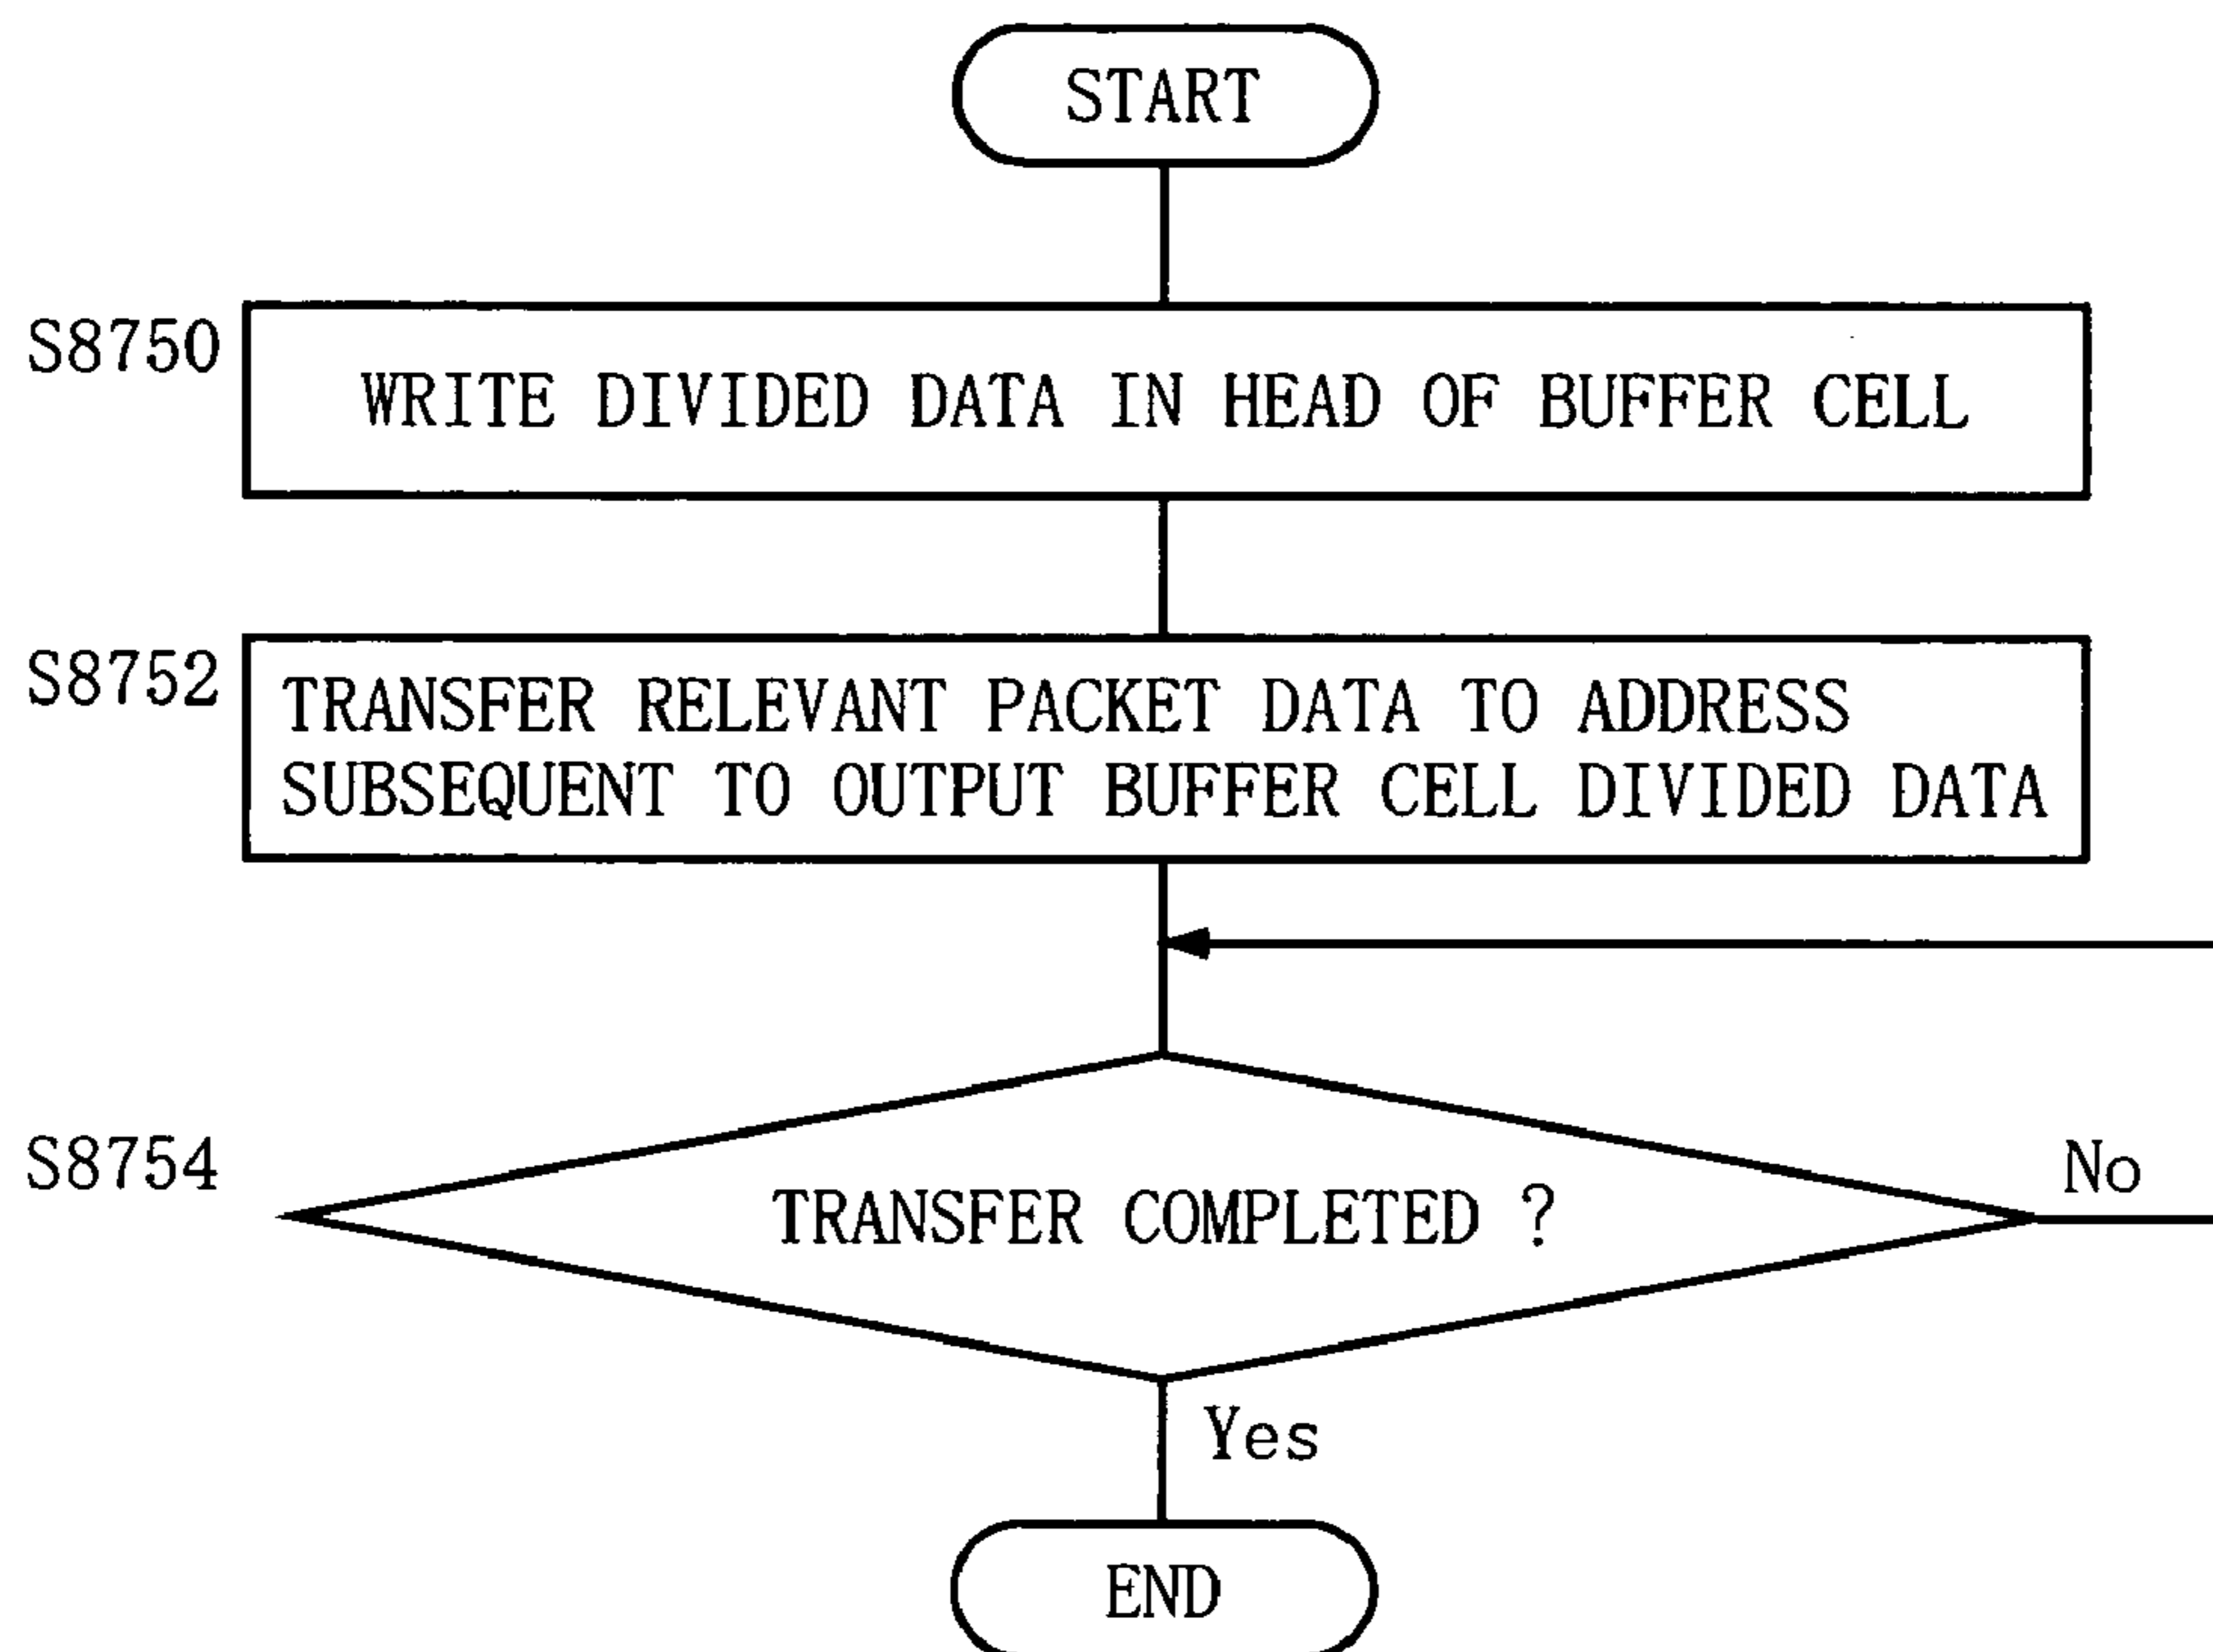 START
S8750
WRITE DIVIDED DATA IN HEAD OF BUFFER CELL
S8752
TRANSFER RELEVANT PACKET DATA TO ADDRESS
SUBSEQUENT TO OUTPUT BUFFER CELL DIVIDED DATA
S8754
TRANSFER COMPLETED ?
No
Yes
END